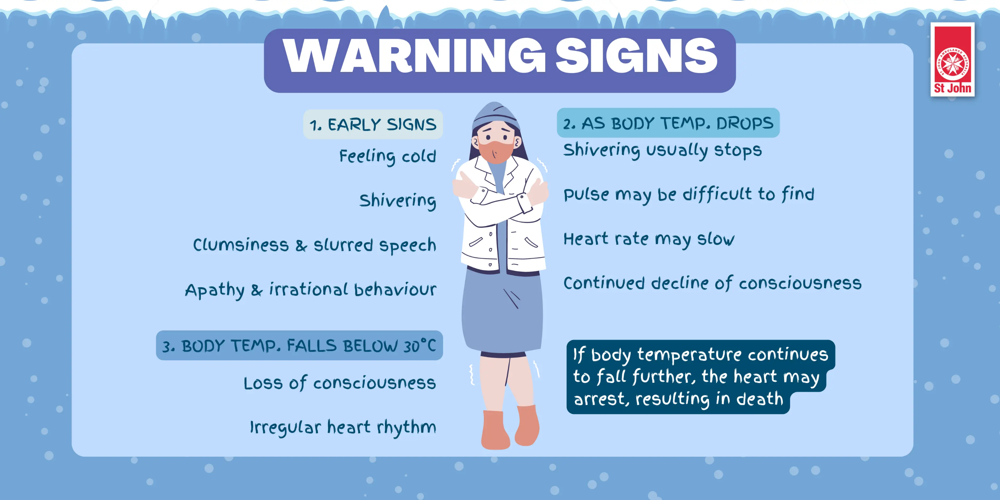 WARNING SIGNS
ST JOHN AMBULANCE AUSTRALIA
St John
1. EARLY SIGNS
Feeling cold
Shivering
Clumsiness & slurred speech
Apathy & irrational behaviour
2. AS BODY TEMP. DROPS
Shivering usually stops
Pulse may be difficult to find
Heart rate may slow
Continued decline of consciousness
3. BODY TEMP. FALLS BELOW 30°C
Loss of consciousness
Irregular heart rhythm
If body temperature continues
to fall further, the heart may
arrest, resulting in death